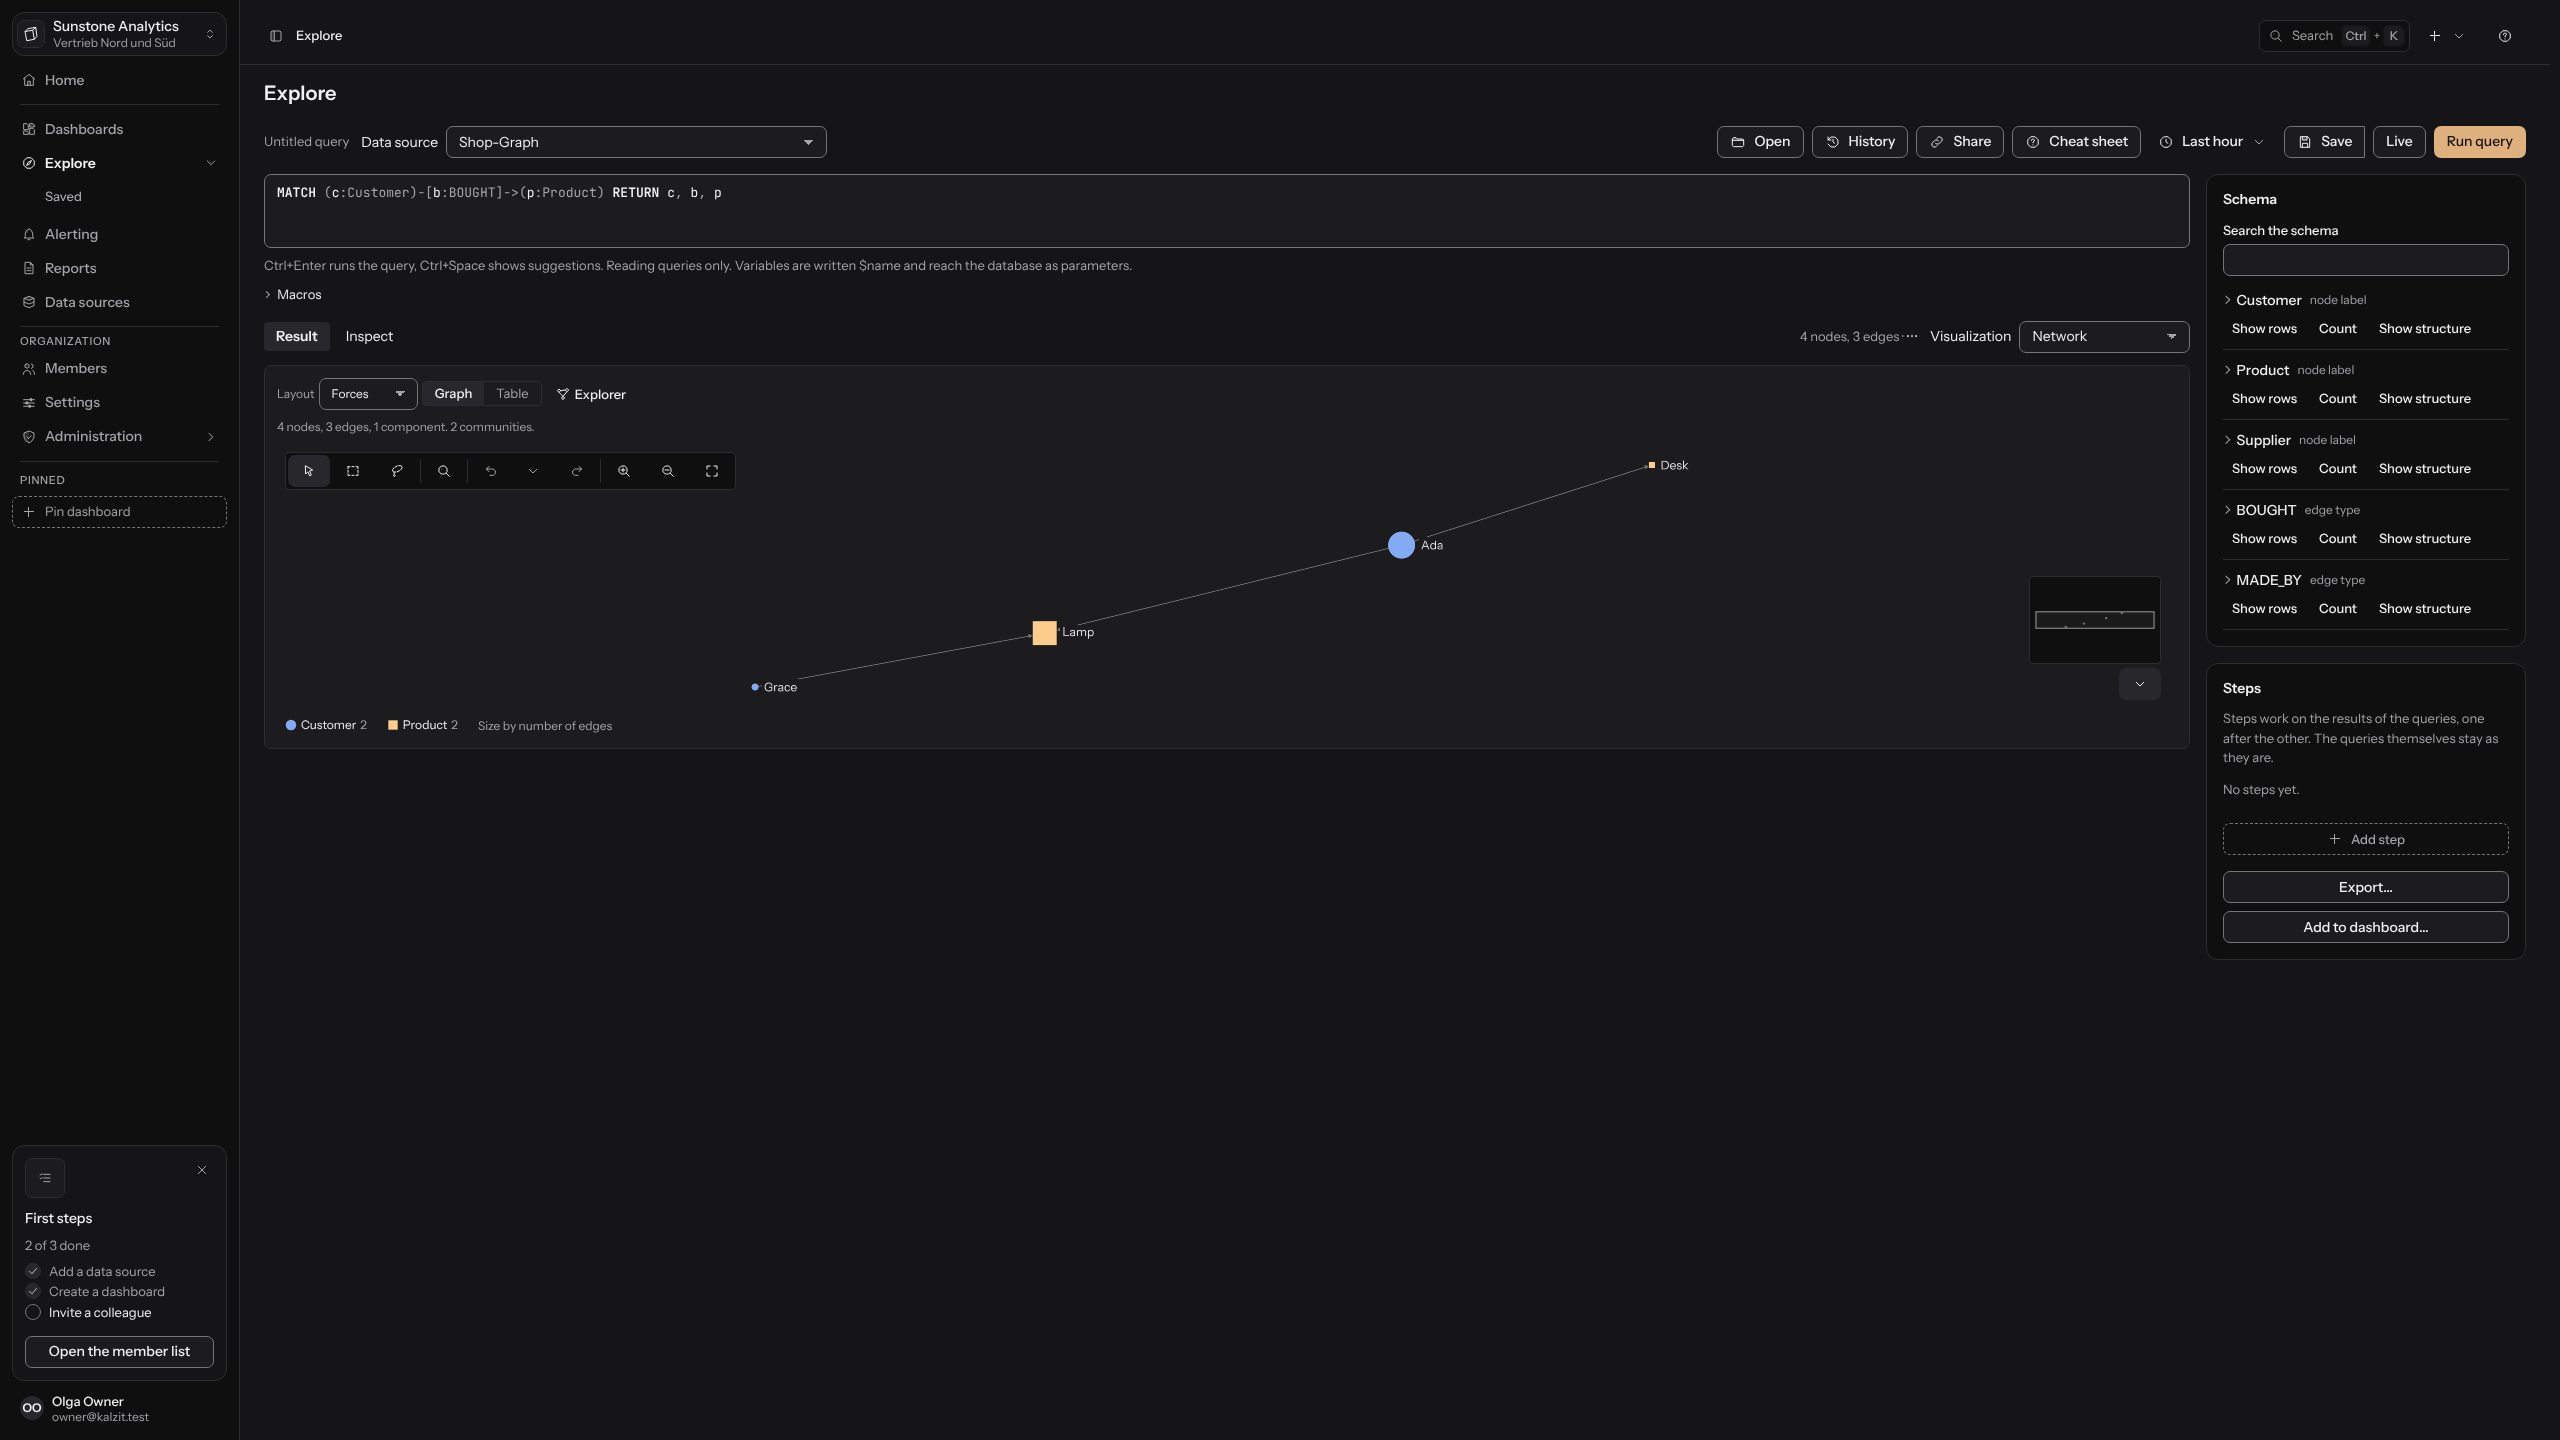 Sunstone Analytics
Vertrieb Nord und Süd
Home
Dashboards
Explore
Saved
Alerting
Reports
Data sources
ORGANIZATION
Members
Settings
Administration
PINNED
Pin dashboard
First steps
2 of 3 done
Add a data source
Create a dashboard
Invite a colleague
Open the member list
OO
Olga Owner
owner@kalzit.test
Explore
Search Ctrl + K
Explore
Untitled query Data source Shop-Graph
Open History Share Cheat sheet Last hour Save Live Run query
MATCH (c:Customer)-[b:BOUGHT]->(p:Product) RETURN c, b, p
Ctrl+Enter runs the query, Ctrl+Space shows suggestions. Reading queries only. Variables are written $name and reach the database as parameters.
Macros
Result Inspect
4 nodes, 3 edges · ··· Visualization Network
Layout Forces Graph Table Explorer
4 nodes, 3 edges, 1 component. 2 communities.
Desk
Ada
Lamp
Grace
Customer 2 Product 2 Size by number of edges
Schema
Search the schema
Customer node label
Show rows Count Show structure
Product node label
Show rows Count Show structure
Supplier node label
Show rows Count Show structure
BOUGHT edge type
Show rows Count Show structure
MADE_BY edge type
Show rows Count Show structure
Steps
Steps work on the results of the queries, one
after the other. The queries themselves stay as
they are.
No steps yet.
Add step
Export...
Add to dashboard...